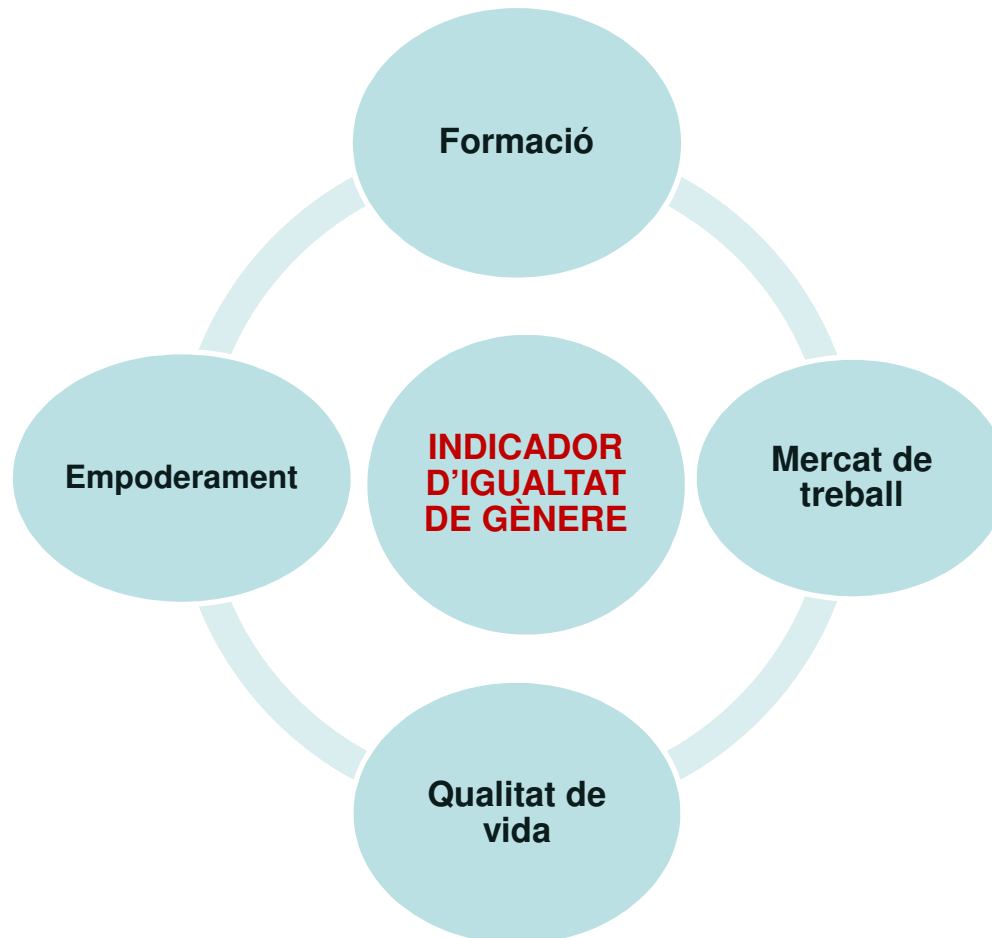 Formació
Empoderament
INDICADOR
D’IGUALTAT
DE GÈNERE
Mercat de
treball
Qualitat de
vida